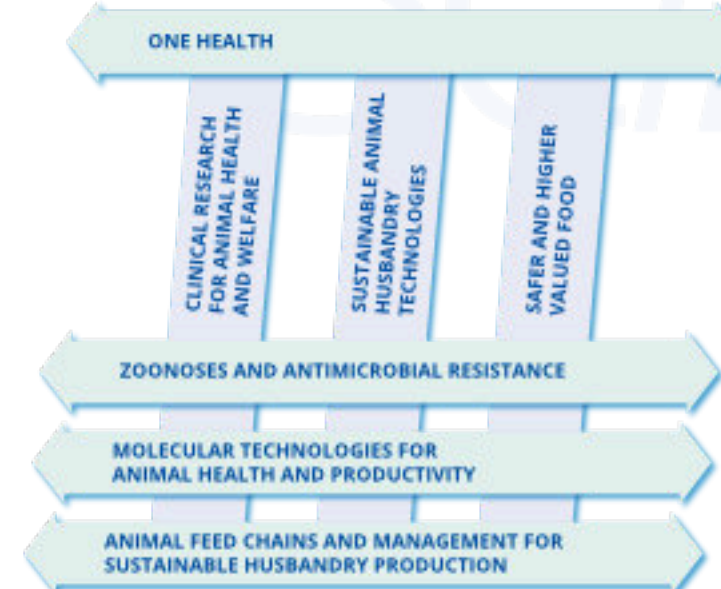 ONE HEALTH
CLINICAL RESEARCH
FOR ANIMAL HEALTH
AND WELFARE
SUSTAINABLE ANIMAL
HUSBANDRY
TECHNOLOGIES
SAFER AND HIGHER
VALUED FOOD
ZOONOSES AND ANTIMICROBIAL RESISTANCE
MOLECULAR TECHNOLOGIES FOR
ANIMAL HEALTH AND PRODUCTIVITY
ANIMAL FEED CHAINS AND MANAGEMENT FOR
SUSTAINABLE HUSBANDRY PRODUCTION